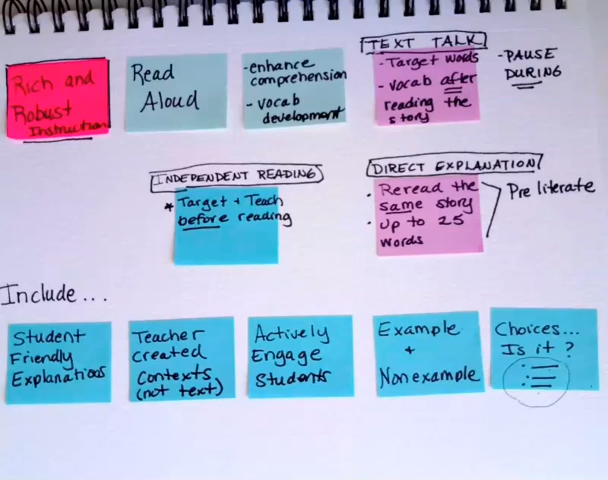 Rich and
Robust
Instruction
Read
Aloud
-enhance
comprehension
- vocab
development
TEXT TALK
- Target words
- Vocab after
reading the
story
- PAUSE
DURING
INDEPENDENT READING
* Target + Teach
before reading
DIRECT EXPLANATION
• Reread the
same story
• up to 25
words
Pre literate
Include...
Student
Friendly
Explanations
Teacher
Created
Contexts
(not text)
Actively
Engage
Students
Example
+
Nonexample
Choices...
Is it?